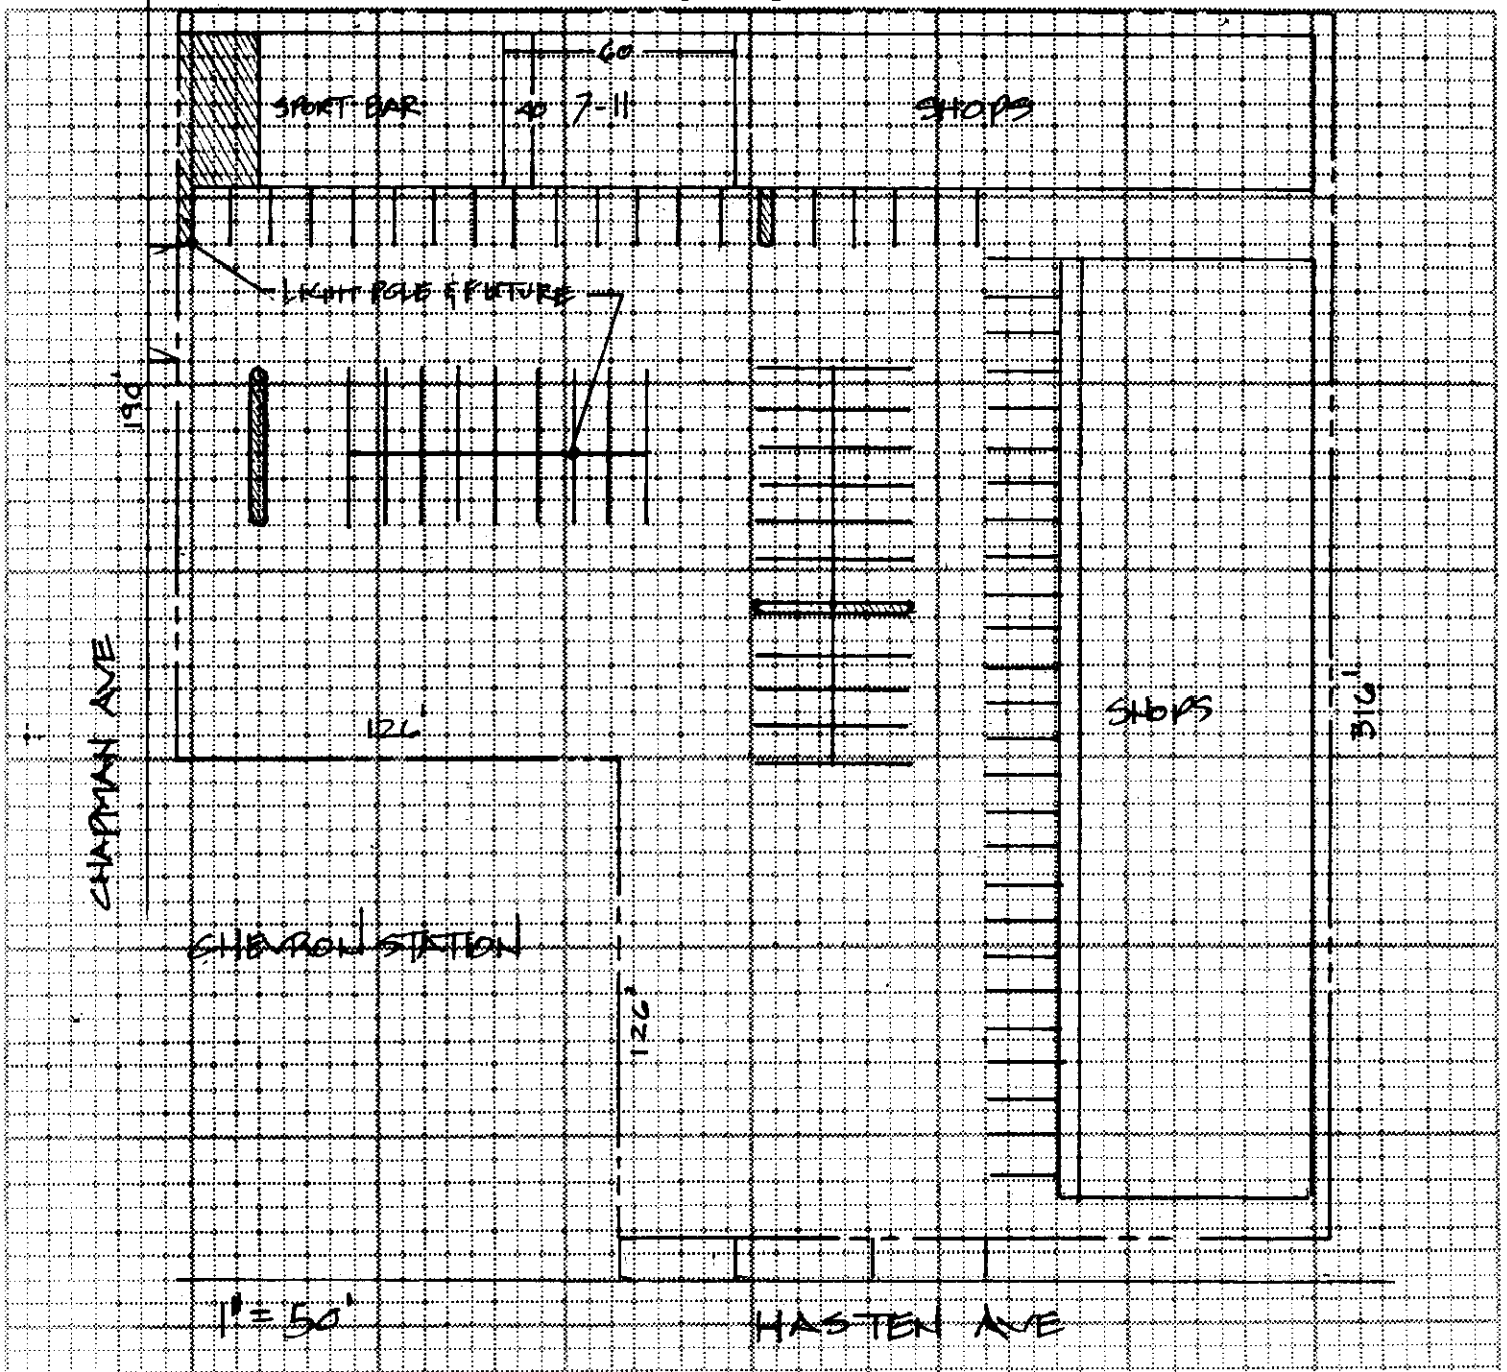 60
SPORT BAR
40
7-11
SHOPS
LIGHT POLE & FIXTURE
190'
CHAPMAN AVE
126'
SHOPS
316'
CHEVRON STATION
126'
1" = 50'
HASTEN AVE